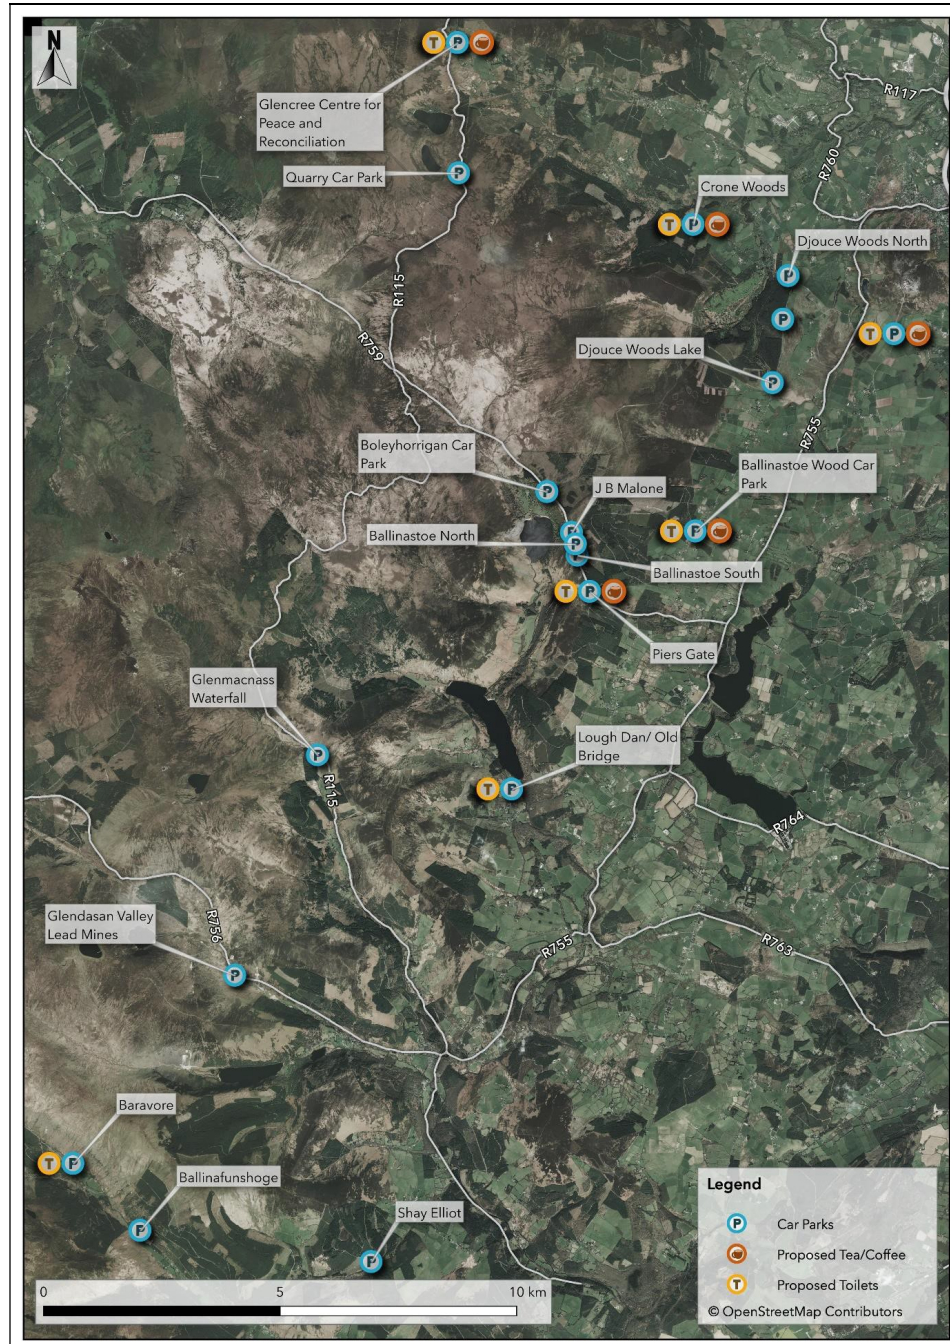 N
T P
Glencree Centre for
Peace and
Reconciliation
R117
R760
Quarry Car Park
P
Crone Woods
T P
Djouce Woods North
P
R115
P
R759
T P
Djouce Woods Lake
P
R755
Boleyhorrigan Car
Park
P
J B Malone
Ballinastoe Wood Car
Park
T P
P
Ballinastoe North
P
Ballinastoe South
T P
Piers Gate
Glenmacnass
Waterfall
P
Lough Dan/ Old
Bridge
T P
R115
R764
Glendasan Valley
Lead Mines
R756
R755
R763
P
Baravore
T P
Ballinafunshoge
P
Shay Elliot
P
Legend
P Car Parks
Proposed Tea/Coffee
T Proposed Toilets
© OpenStreetMap Contributors
0 5 10 km